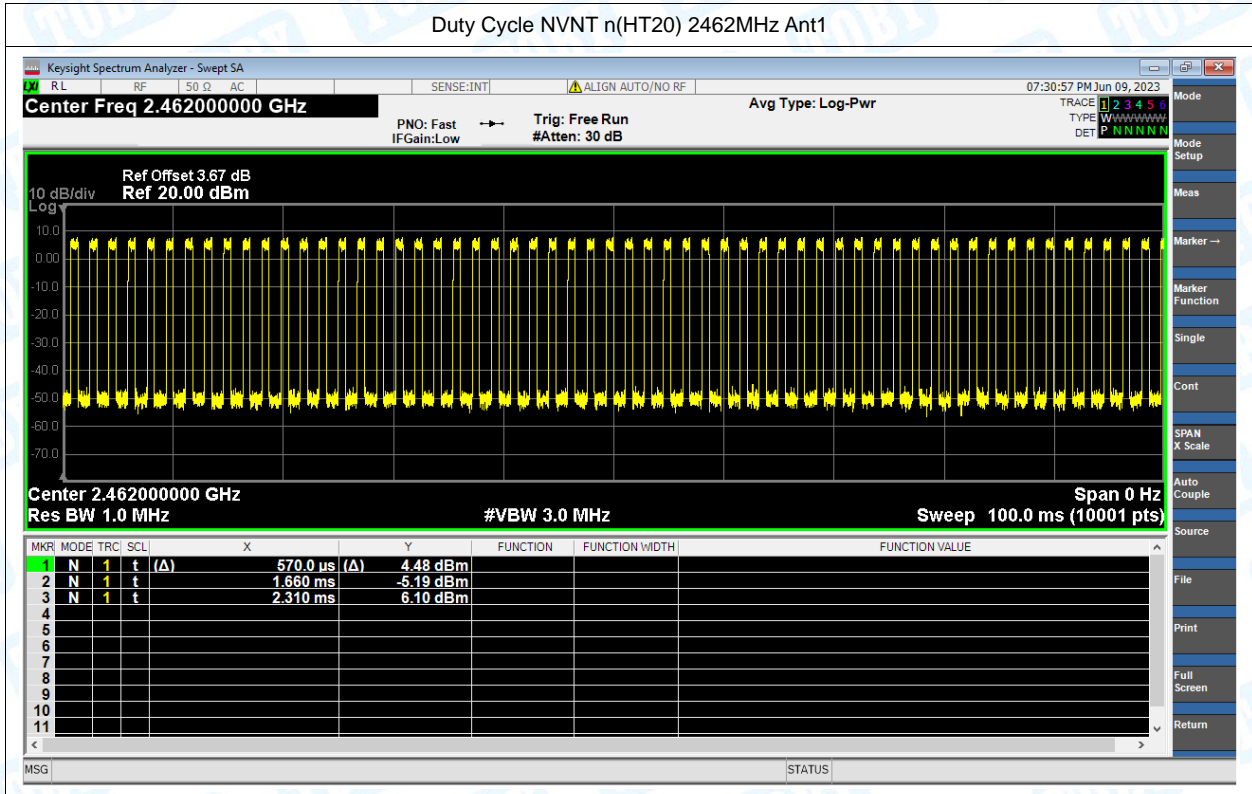 Duty Cycle NVNT n(HT20) 2462MHz Ant1
Keysight Spectrum Analyzer - Swept SA
LXI RL RF 50 Ω AC SENSE:INT ALIGN AUTO/NO RF 07:30:57 PM Jun 09, 2023
Center Freq 2.462000000 GHz
Avg Type: Log-Pwr
TRACE 1 2 3 4 5 6
PNO: Fast Trig: Free Run
TYPE WWWWWWW
IFGain:Low #Atten: 30 dB
DET P N N N N N
Mode
Mode Setup
Meas
Marker →
Marker Function
Single
Cont
SPAN X Scale
Auto Couple
Source
File
Print
Full Screen
Return
Ref Offset 3.67 dB
10 dB/div Ref 20.00 dBm
Log
10.0
0.00
-10.0
-20.0
-30.0
-40.0
-50.0
-60.0
-70.0
Center 2.462000000 GHz Span 0 Hz
Res BW 1.0 MHz #VBW 3.0 MHz Sweep 100.0 ms (10001 pts)
MKR MODE TRC SCL X Y FUNCTION FUNCTION WIDTH FUNCTION VALUE
1 N 1 t (Δ) 570.0 µs (Δ) 4.48 dBm
2 N 1 t 1.660 ms -5.19 dBm
3 N 1 t 2.310 ms 6.10 dBm
4
5
6
7
8
9
10
11
MSG STATUS
TOBY